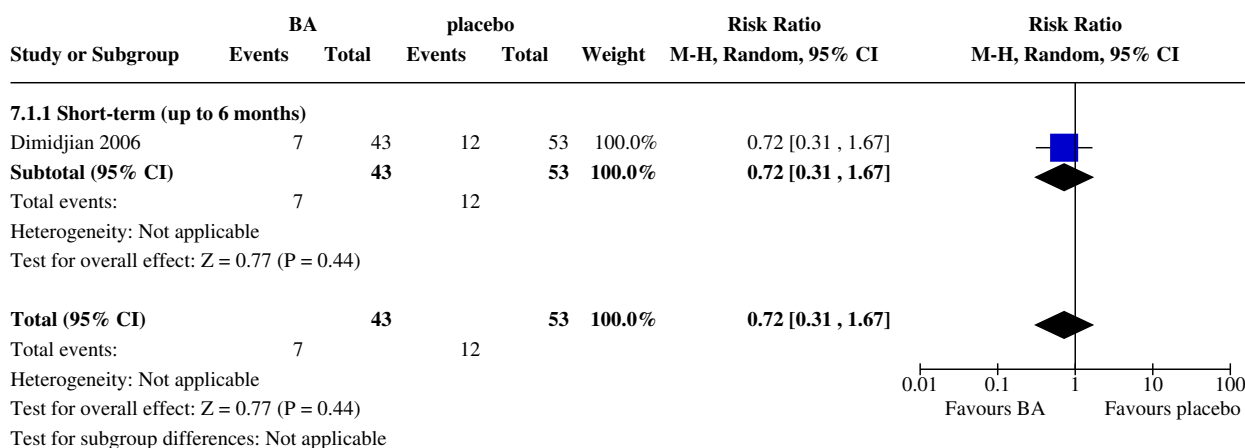 BA placebo Risk Ratio Risk Ratio
Study or Subgroup Events Total Events Total Weight M-H, Random, 95% CI M-H, Random, 95% CI
7.1.1 Short-term (up to 6 months)
Dimidjian 2006 7 43 12 53 100.0% 0.72 [0.31 , 1.67]
Subtotal (95% CI) 43 53 100.0% 0.72 [0.31 , 1.67]
Total events: 7 12
Heterogeneity: Not applicable
Test for overall effect: Z = 0.77 (P = 0.44)
Total (95% CI) 43 53 100.0% 0.72 [0.31 , 1.67]
Total events: 7 12
Heterogeneity: Not applicable
0.01 0.1 1 10 100
Test for overall effect: Z = 0.77 (P = 0.44)
Favours BA Favours placebo
Test for subgroup differences: Not applicable